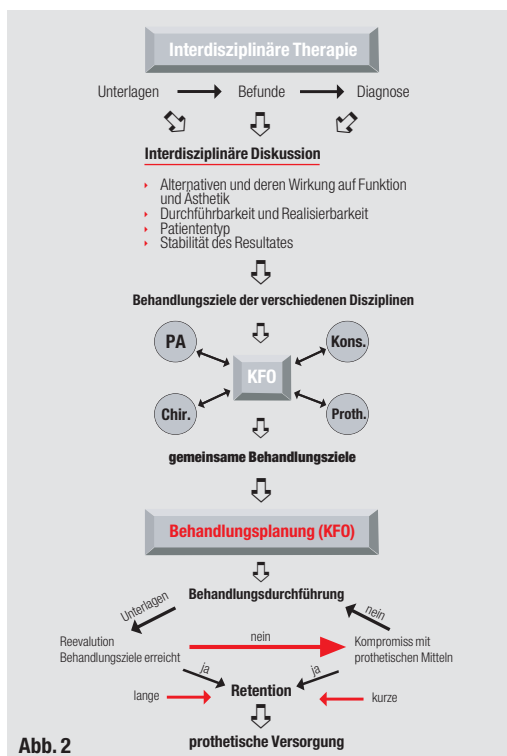 Interdisziplinäre Therapie
Unterlagen Befunde Diagnose
Interdisziplinäre Diskussion
Alternativen und deren Wirkung auf Funktion
und Ästhetik
Durchführbarkeit und Realisierbarkeit
Patiententyp
Stabilität des Resultates
Behandlungsziele der verschiedenen Disziplinen
PA Kons.
KFO
Chir. Proth.
gemeinsame Behandlungsziele
Behandlungsplanung (KFO)
Behandlungsdurchführung
Unterlagen nein
Reevalution nein Kompromiss mit
Behandlungsziele erreicht prothetischen Mitteln
ja ja
lange Retention kurze
Abb. 2 prothetische Versorgung